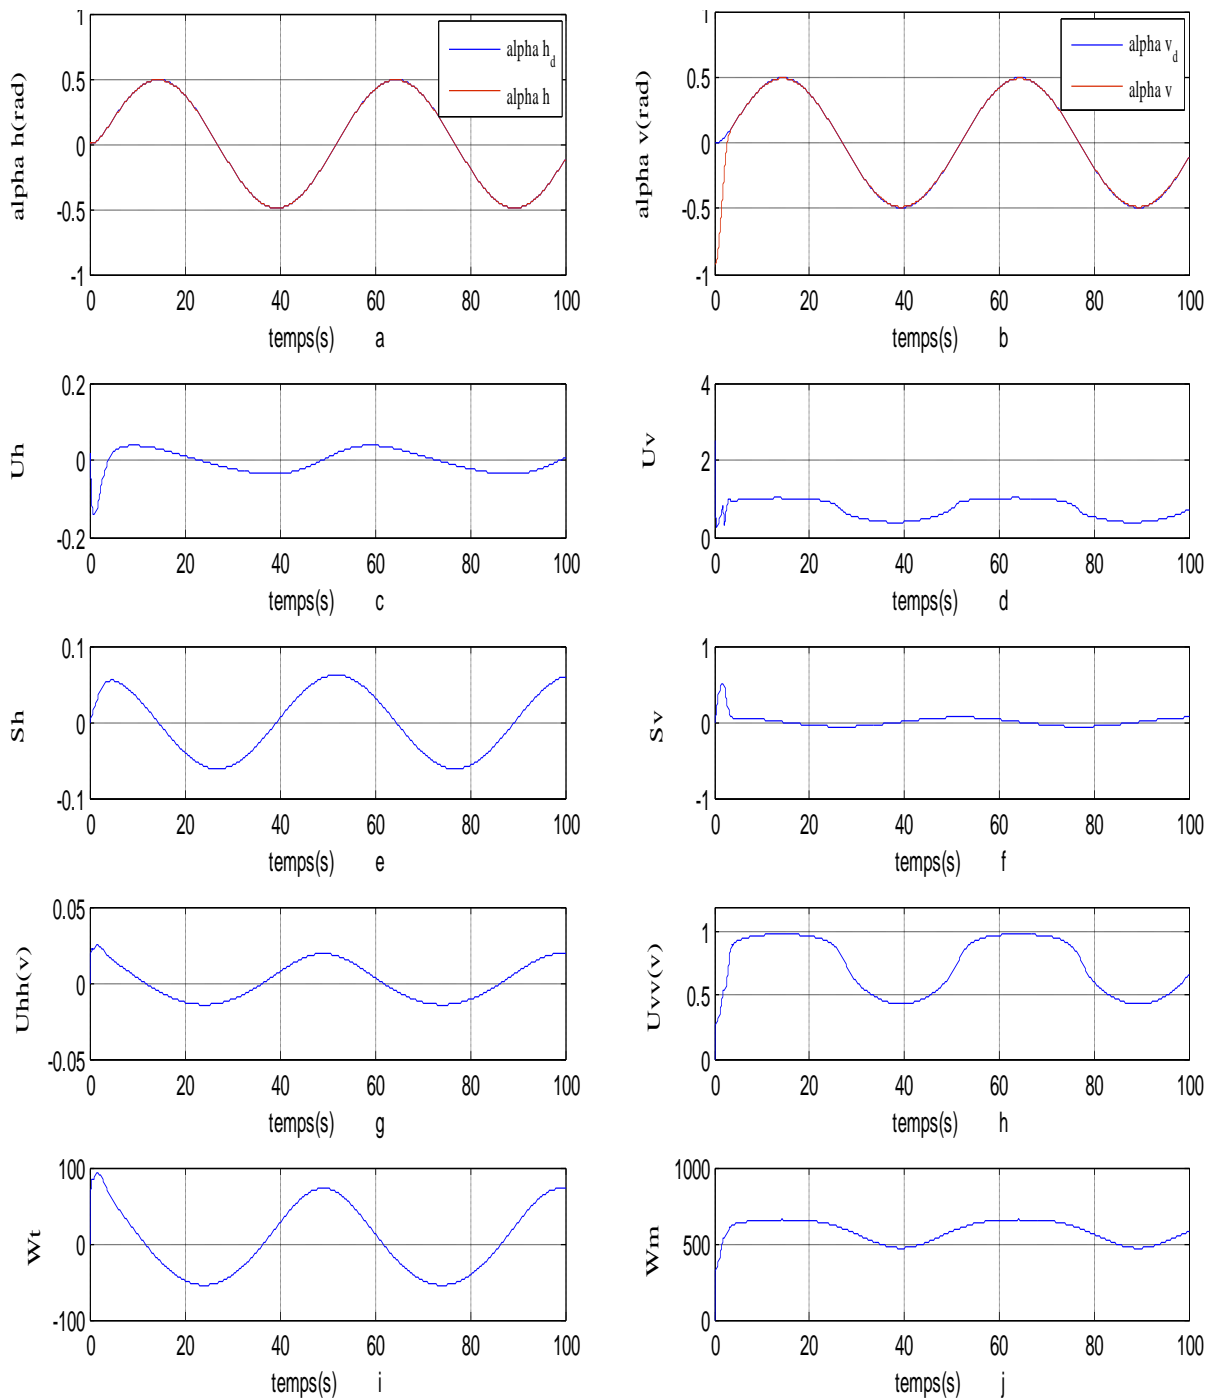 1
0.5
0
-0.5
-1
alpha h(rad)
alpha h_d
alpha h
0 20 40 60 80 100
temps(s) a
1
0.5
0
-0.5
-1
alpha v(rad)
alpha v_d
alpha v
0 20 40 60 80 100
temps(s) b
0.2
0
-0.2
Uh
0 20 40 60 80 100
temps(s) c
4
2
0
Uv
0 20 40 60 80 100
temps(s) d
0.1
0
-0.1
Sh
0 20 40 60 80 100
temps(s) e
1
0
-1
Sv
0 20 40 60 80 100
temps(s) f
0.05
0
-0.05
Uhh(v)
0 20 40 60 80 100
temps(s) g
1
0.5
0
Uvv(v)
0 20 40 60 80 100
temps(s) h
100
0
-100
Wt
0 20 40 60 80 100
temps(s) i
1000
500
0
Wm
0 20 40 60 80 100
temps(s) j